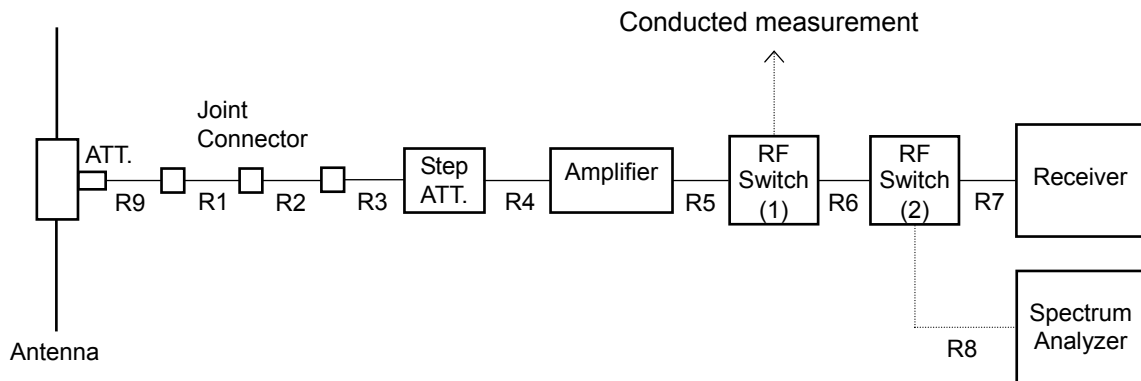 Conducted measurement
Joint
Connector
ATT.
R9
R1
R2
R3
Step
ATT.
R4
Amplifier
R5
RF
Switch
(1)
R6
RF
Switch
(2)
R7
Receiver
R8
Spectrum
Analyzer
Antenna